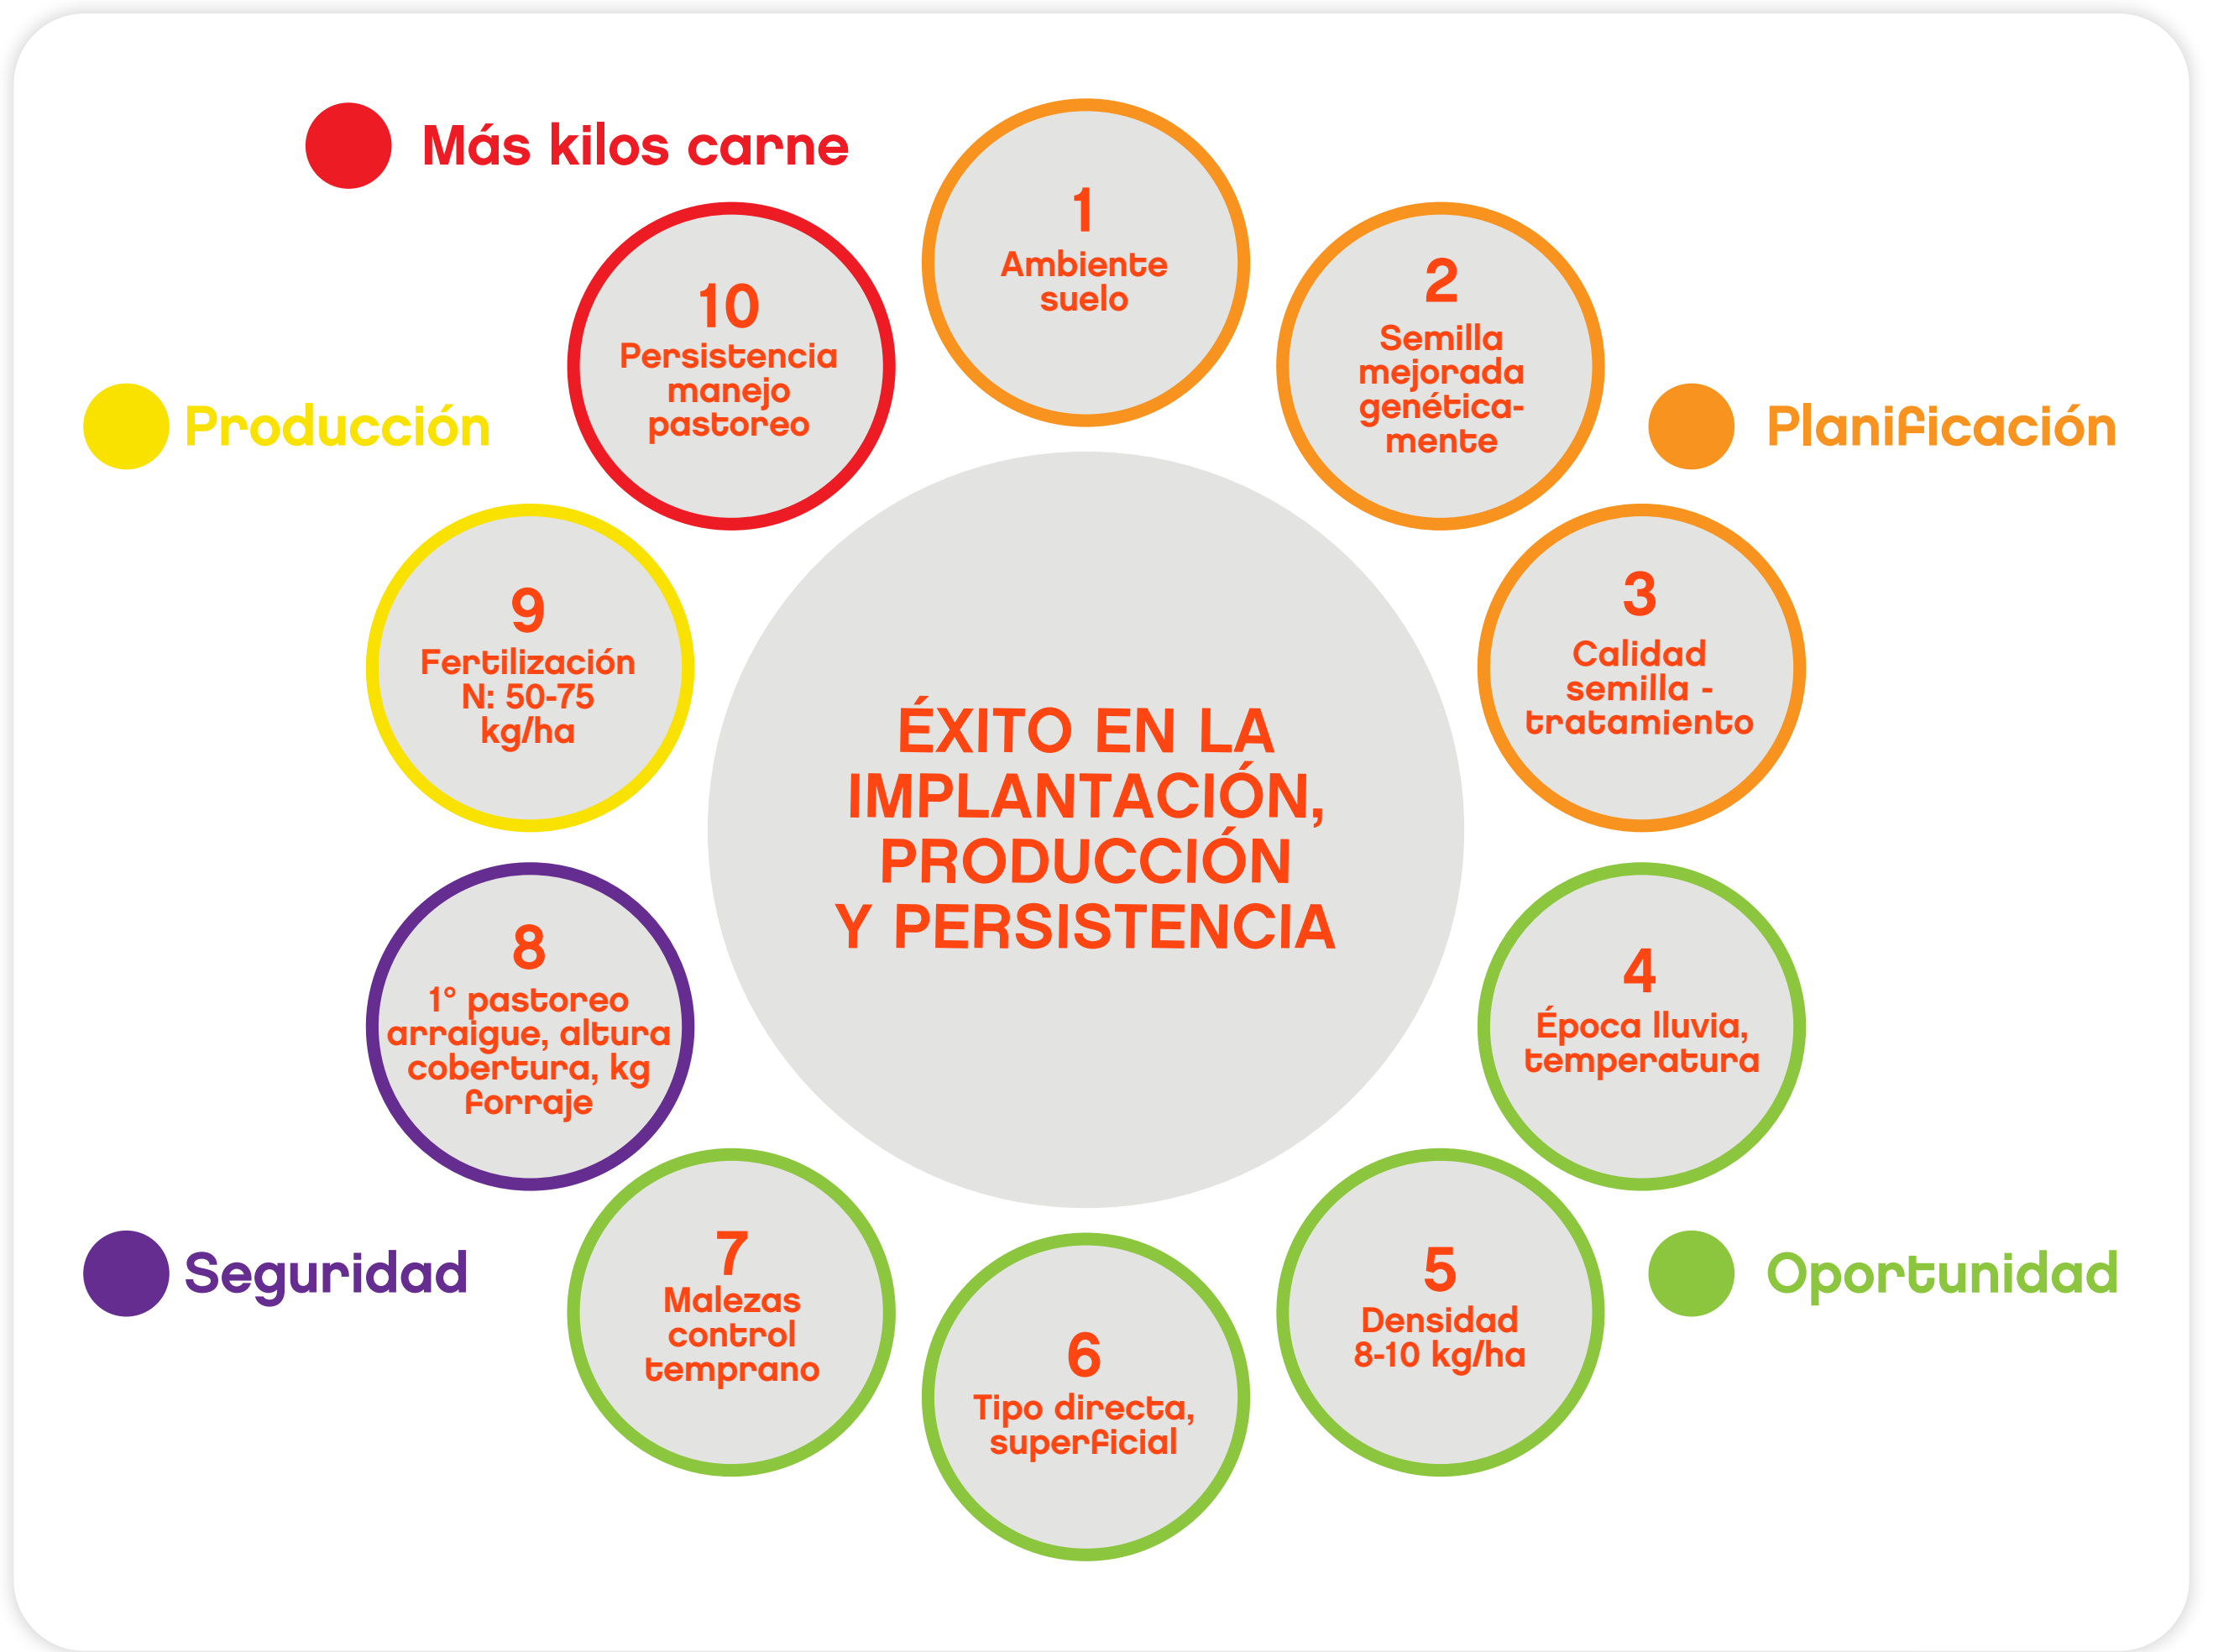 Más kilos carne
1
Ambiente
suelo
2
Semilla
mejorada
genética-
mente
Planificación
3
Calidad
semilla -
tratamiento
4
Época lluvia,
temperatura
Oportunidad
5
Densidad
8-10 kg/ha
6
Tipo directa,
superficial
7
Malezas
control
temprano
Seguridad
8
1° pastoreo
arraigue, altura
cobertura, kg
forraje
9
Fertilización
N: 50-75
kg/ha
Producción
10
Persistencia
manejo
pastoreo
ÉXITO EN LA
IMPLANTACIÓN,
PRODUCCIÓN
Y PERSISTENCIA